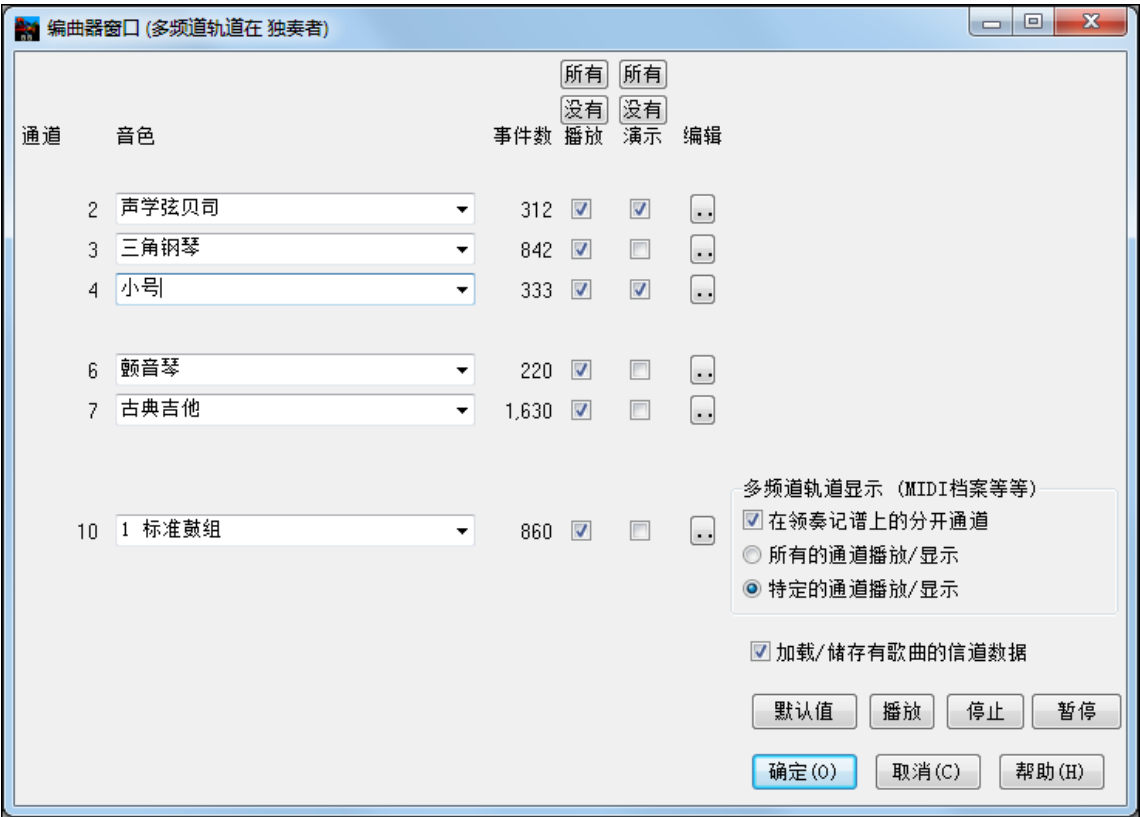 编曲器窗口 (多频道轨道在 独奏者)
所有 所有
没有 没有
通道 音色 事件数 播放 演示 编辑
2 声学弦贝司 312 ..
3 三角钢琴 842 ..
4 小号 333 ..
6 颤音琴 220 ..
7 古典吉他 1,630 ..
10 1 标准鼓组 860 ..
多频道轨道显示 (MIDI档案等等)
在领奏记谱上的分开通道
所有的通道播放/显示
特定的通道播放/显示
加载/储存有歌曲的信道数据
默认值 播放 停止 暂停
确定(O) 取消(C) 帮助(H)